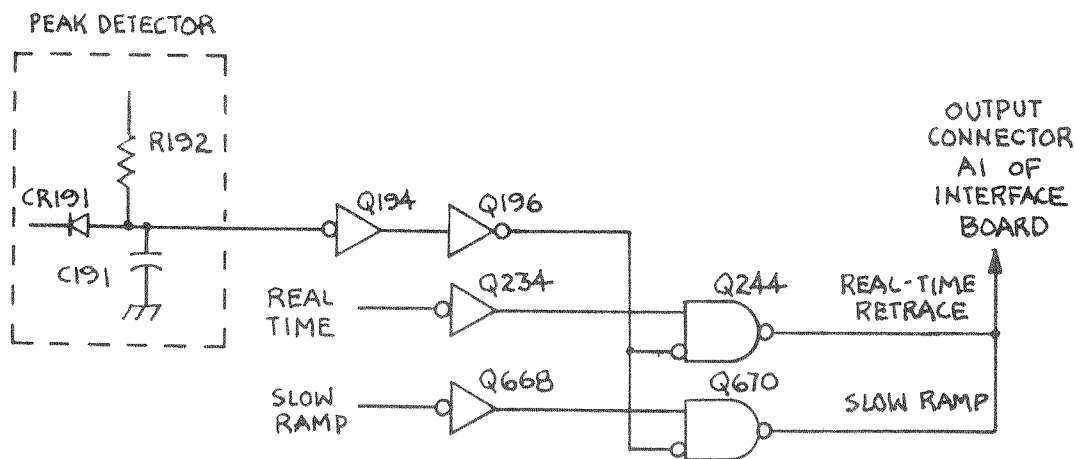 PEAK DETECTOR
R192
CR191
C191
Q194
Q196
REAL
TIME
Q234
Q244
REAL-TIME
RETRACE
SLOW
RAMP
Q668
Q670
SLOW RAMP
OUTPUT
CONNECTOR
A1 OF
INTERFACE
BOARD